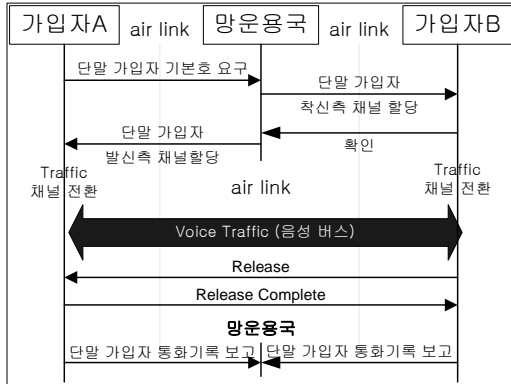 가입자A air link 망운용국 air link 가입자B
단말 가입자 기본호 요구
단말 가입자
착신측 채널 할당
단말 가입자
발신측 채널할당
확인
Traffic
채널 전환
Traffic
채널 전환
air link
Voice Traffic (음성 버스)
Release
Release Complete
망운용국
단말 가입자 통화기록 보고 단말 가입자 통화기록 보고